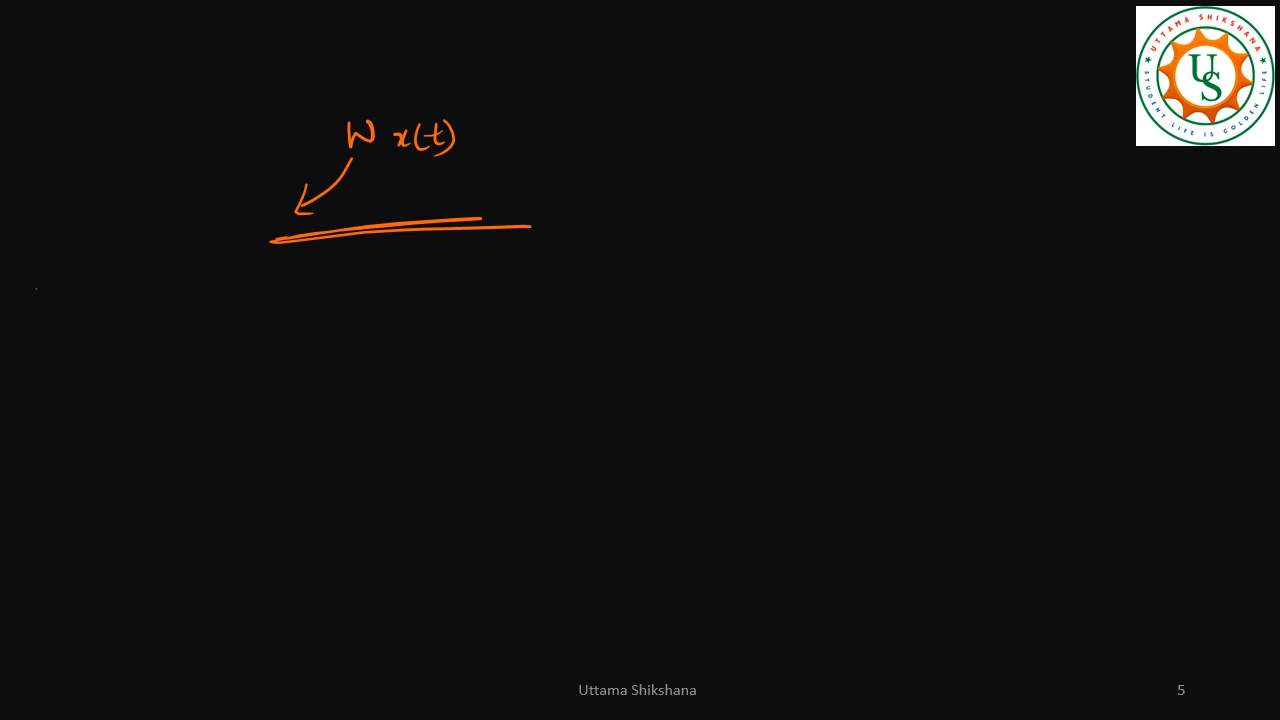 UTTAMA SHIKSHANA
US
STUDENT LIFE IS GOLDEN LIFE
x(t)
Uttama Shikshana
5